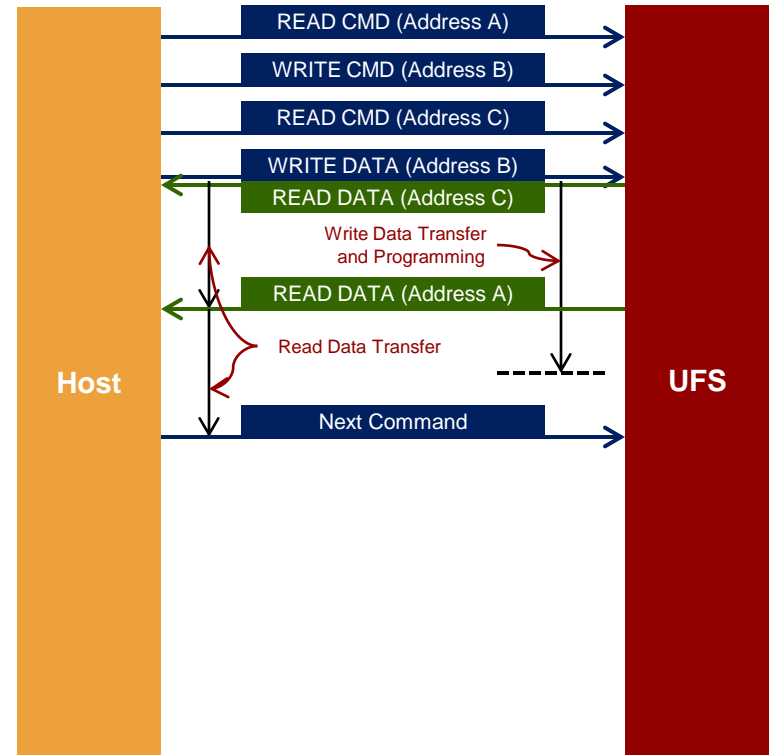 READ CMD (Address A)
WRITE CMD (Address B)
READ CMD (Address C)
WRITE DATA (Address B)
READ DATA (Address C)
Write Data Transfer
and Programming
READ DATA (Address A)
Read Data Transfer
Host
UFS
Next Command